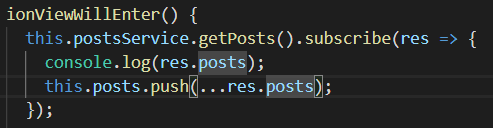 ionViewWillEnter() {
this.postsService.getPosts().subscribe(res => {
console.log(res.posts);
this.posts.push(...res.posts);
});